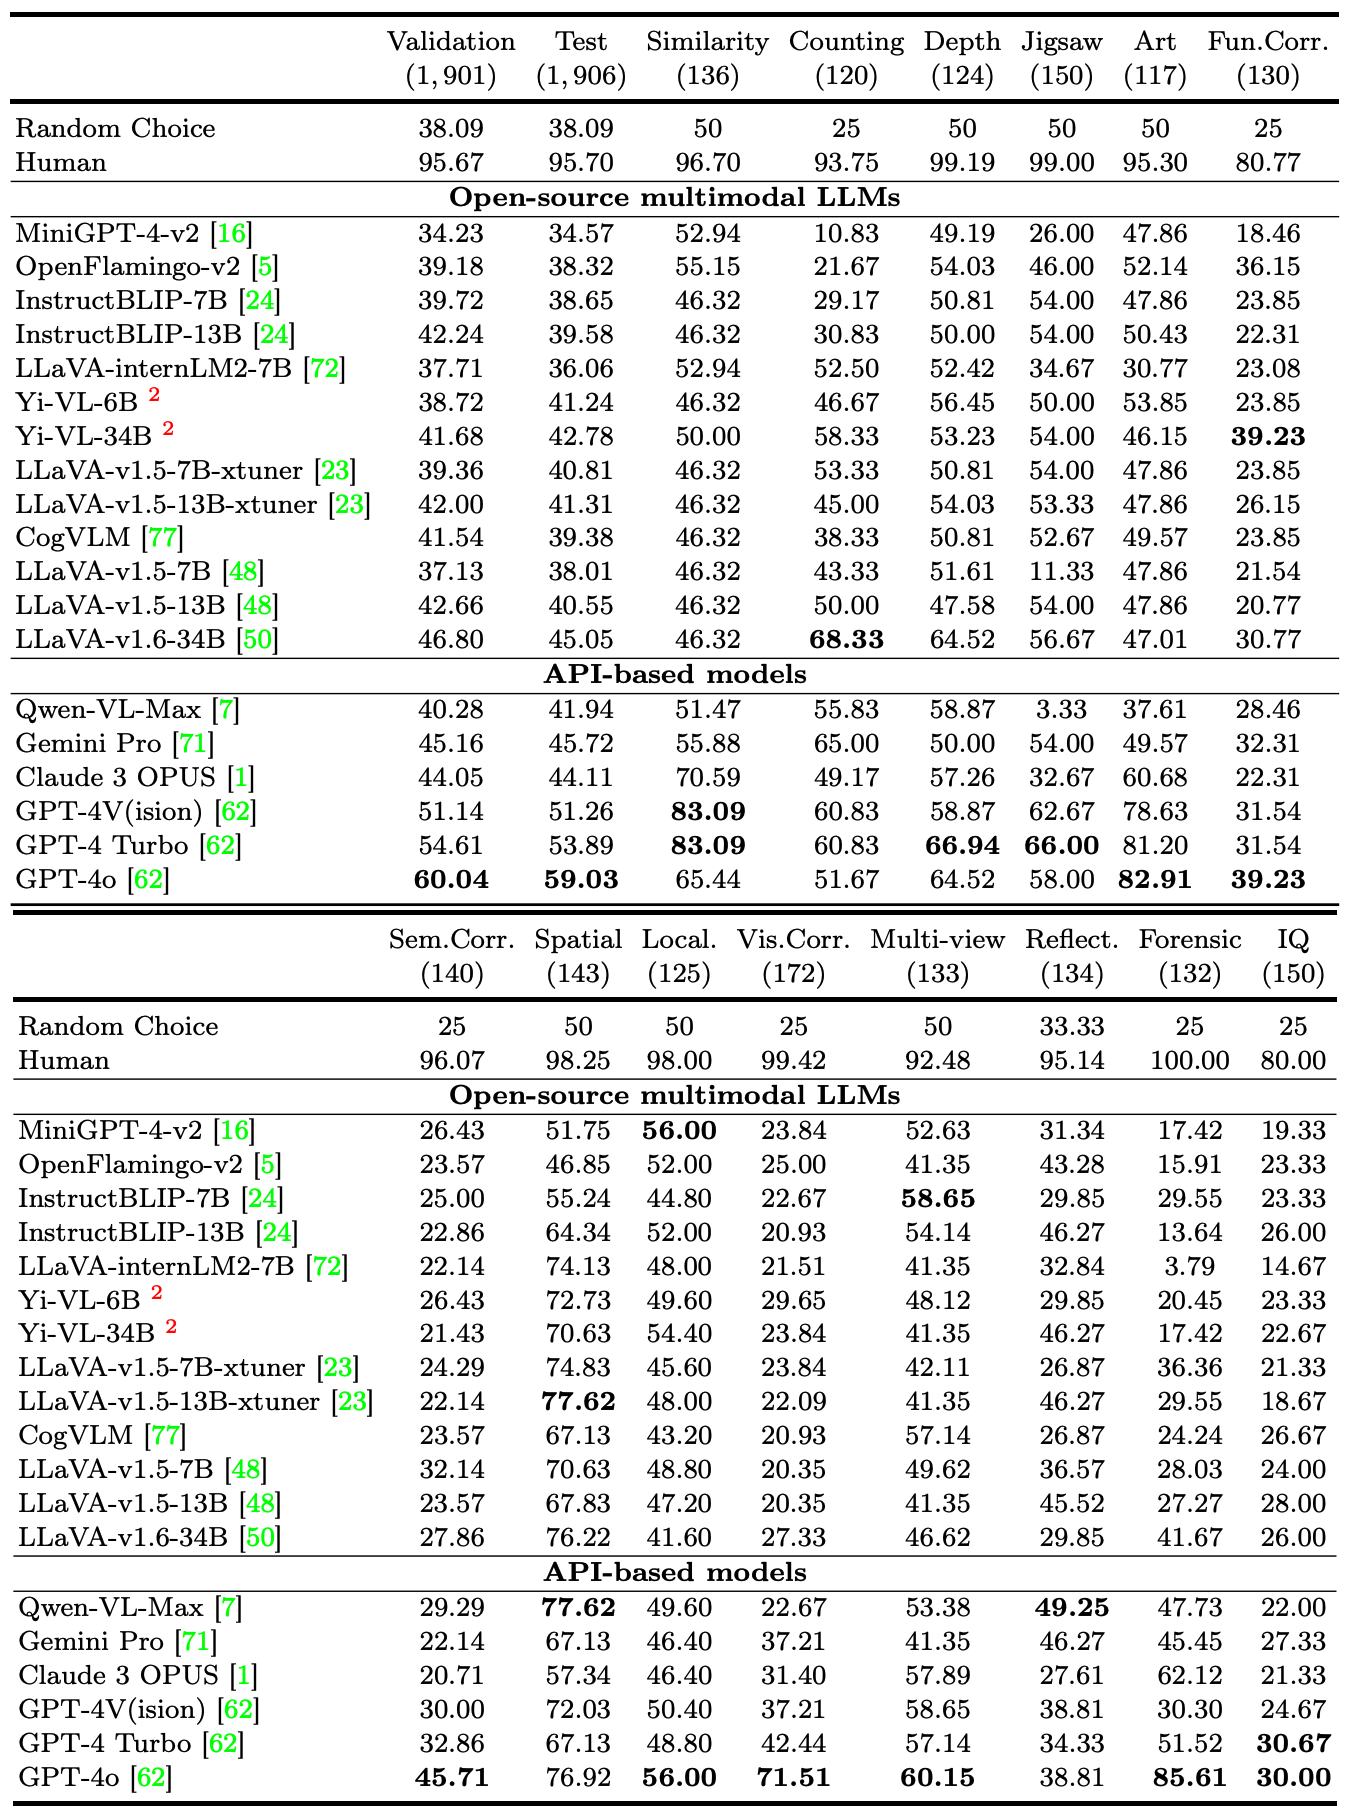 Validation Test Similarity Counting Depth Jigsaw Art Fun.Corr.
(1, 901) (1, 906) (136) (120) (124) (150) (117) (130)
Random Choice 38.09 38.09 50 25 50 50 50 25
Human 95.67 95.70 96.70 93.75 99.19 99.00 95.30 80.77
Open-source multimodal LLMs
MiniGPT-4-v2 [16] 34.23 34.57 52.94 10.83 49.19 26.00 47.86 18.46
OpenFlamingo-v2 [5] 39.18 38.32 55.15 21.67 54.03 46.00 52.14 36.15
InstructBLIP-7B [24] 39.72 38.65 46.32 29.17 50.81 54.00 47.86 23.85
InstructBLIP-13B [24] 42.24 39.58 46.32 30.83 50.00 54.00 50.43 22.31
LLaVA-internLM2-7B [72] 37.71 36.06 52.94 52.50 52.42 34.67 30.77 23.08
Yi-VL-6B 2 38.72 41.24 46.32 46.67 56.45 50.00 53.85 23.85
Yi-VL-34B 2 41.68 42.78 50.00 58.33 53.23 54.00 46.15 39.23
LLaVA-v1.5-7B-xtuner [23] 39.36 40.81 46.32 53.33 50.81 54.00 47.86 23.85
LLaVA-v1.5-13B-xtuner [23] 42.00 41.31 46.32 45.00 54.03 53.33 47.86 26.15
CogVLM [77] 41.54 39.38 46.32 38.33 50.81 52.67 49.57 23.85
LLaVA-v1.5-7B [48] 37.13 38.01 46.32 43.33 51.61 11.33 47.86 21.54
LLaVA-v1.5-13B [48] 42.66 40.55 46.32 50.00 47.58 54.00 47.86 20.77
LLaVA-v1.6-34B [50] 46.80 45.05 46.32 68.33 64.52 56.67 47.01 30.77
API-based models
Qwen-VL-Max [7] 40.28 41.94 51.47 55.83 58.87 3.33 37.61 28.46
Gemini Pro [71] 45.16 45.72 55.88 65.00 50.00 54.00 49.57 32.31
Claude 3 OPUS [1] 44.05 44.11 70.59 49.17 57.26 32.67 60.68 22.31
GPT-4V(ision) [62] 51.14 51.26 83.09 60.83 58.87 62.67 78.63 31.54
GPT-4 Turbo [62] 54.61 53.89 83.09 60.83 66.94 66.00 81.20 31.54
GPT-4o [62] 60.04 59.03 65.44 51.67 64.52 58.00 82.91 39.23
Sem.Corr. Spatial Local. Vis.Corr. Multi-view Reflect. Forensic IQ
(140) (143) (125) (172) (133) (134) (132) (150)
Random Choice 25 50 50 25 50 33.33 25 25
Human 96.07 98.25 98.00 99.42 92.48 95.14 100.00 80.00
Open-source multimodal LLMs
MiniGPT-4-v2 [16] 26.43 51.75 56.00 23.84 52.63 31.34 17.42 19.33
OpenFlamingo-v2 [5] 23.57 46.85 52.00 25.00 41.35 43.28 15.91 23.33
InstructBLIP-7B [24] 25.00 55.24 44.80 22.67 58.65 29.85 29.55 23.33
InstructBLIP-13B [24] 22.86 64.34 52.00 20.93 54.14 46.27 13.64 26.00
LLaVA-internLM2-7B [72] 22.14 74.13 48.00 21.51 41.35 32.84 3.79 14.67
Yi-VL-6B 2 26.43 72.73 49.60 29.65 48.12 29.85 20.45 23.33
Yi-VL-34B 2 21.43 70.63 54.40 23.84 41.35 46.27 17.42 22.67
LLaVA-v1.5-7B-xtuner [23] 24.29 74.83 45.60 23.84 42.11 26.87 36.36 21.33
LLaVA-v1.5-13B-xtuner [23] 22.14 77.62 48.00 22.09 41.35 46.27 29.55 18.67
CogVLM [77] 23.57 67.13 43.20 20.93 57.14 26.87 24.24 26.67
LLaVA-v1.5-7B [48] 32.14 70.63 48.80 20.35 49.62 36.57 28.03 24.00
LLaVA-v1.5-13B [48] 23.57 67.83 47.20 20.35 41.35 45.52 27.27 28.00
LLaVA-v1.6-34B [50] 27.86 76.22 41.60 27.33 46.62 29.85 41.67 26.00
API-based models
Qwen-VL-Max [7] 29.29 77.62 49.60 22.67 53.38 49.25 47.73 22.00
Gemini Pro [71] 22.14 67.13 46.40 37.21 41.35 46.27 45.45 27.33
Claude 3 OPUS [1] 20.71 57.34 46.40 31.40 57.89 27.61 62.12 21.33
GPT-4V(ision) [62] 30.00 72.03 50.40 37.21 58.65 38.81 30.30 24.67
GPT-4 Turbo [62] 32.86 67.13 48.80 42.44 57.14 34.33 51.52 30.67
GPT-4o [62] 45.71 76.92 56.00 71.51 60.15 38.81 85.61 30.00